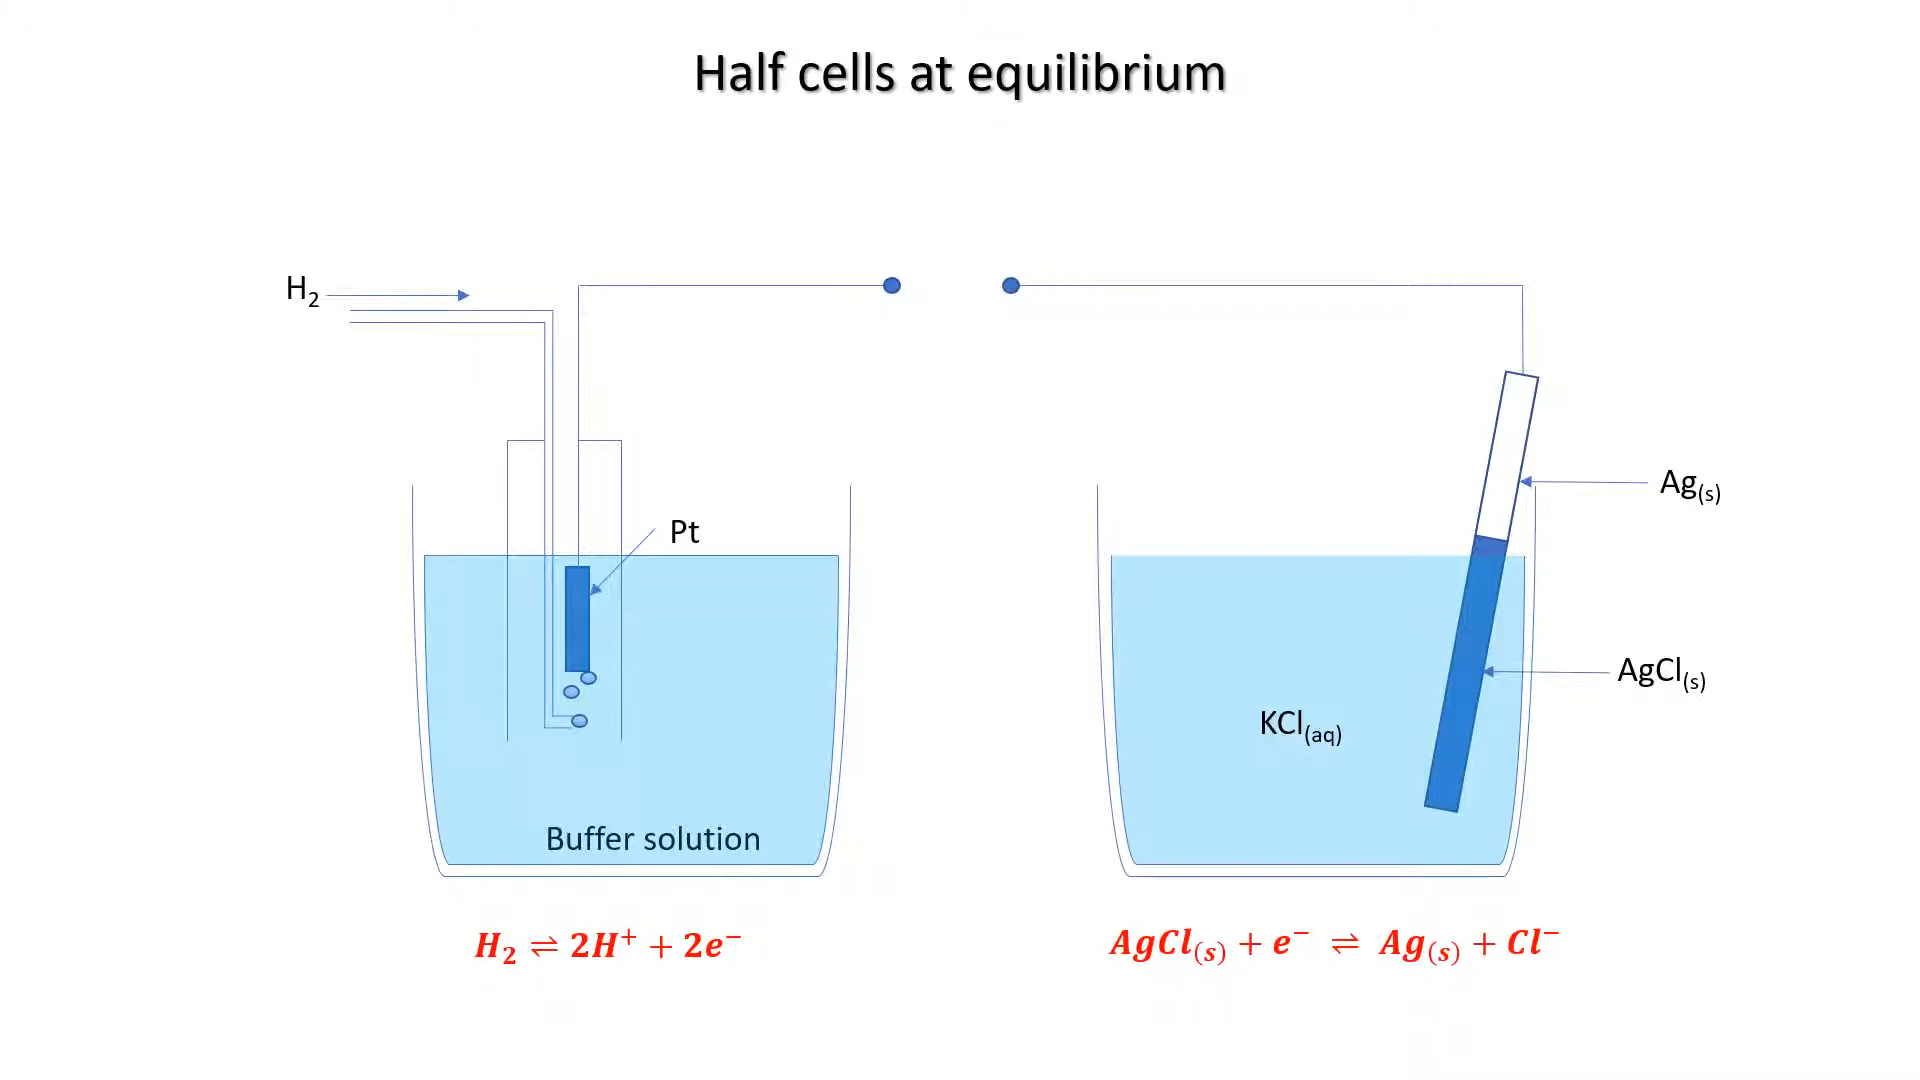 Half cells at equilibrium
H₂
Pt
Buffer solution
H₂ ⇌ 2H⁺ + 2e⁻
Ag₍s₎
AgCl₍s₎
KCl₍aq₎
AgCl₍s₎ + e⁻ ⇌ Ag₍s₎ + Cl⁻